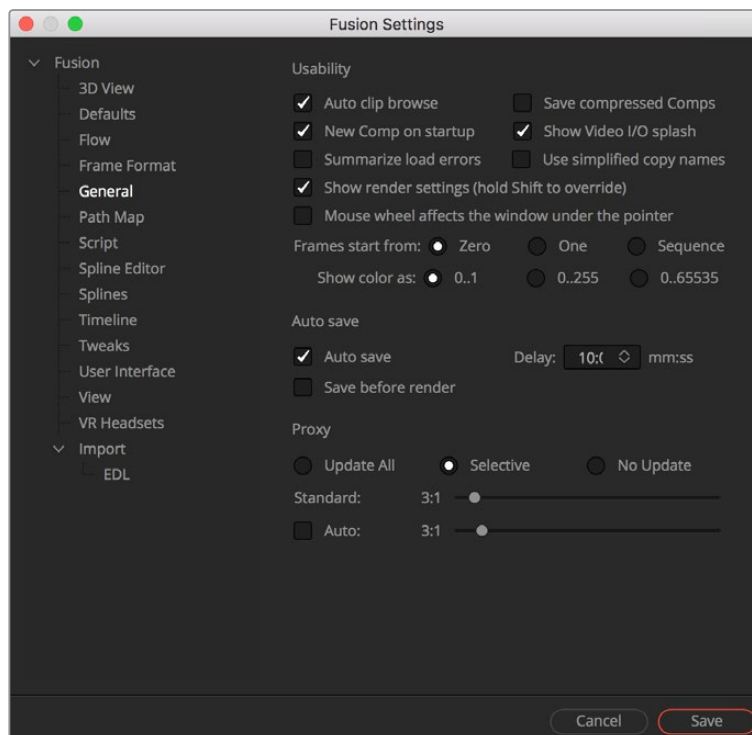 Fusion Settings
Fusion
3D View
Defaults
Flow
Frame Format
General
Path Map
Script
Spline Editor
Splines
Timeline
Tweaks
User Interface
View
VR Headsets
Import
EDL
Usability
Auto clip browse Save compressed Comps
New Comp on startup Show Video I/O splash
Summarize load errors Use simplified copy names
Show render settings (hold Shift to override)
Mouse wheel affects the window under the pointer
Frames start from: Zero One Sequence
Show color as: 0..1 0..255 0..65535
Auto save
Auto save Delay: 10:( mm:ss
Save before render
Proxy
Update All Selective No Update
Standard: 3:1
Auto: 3:1
Cancel Save